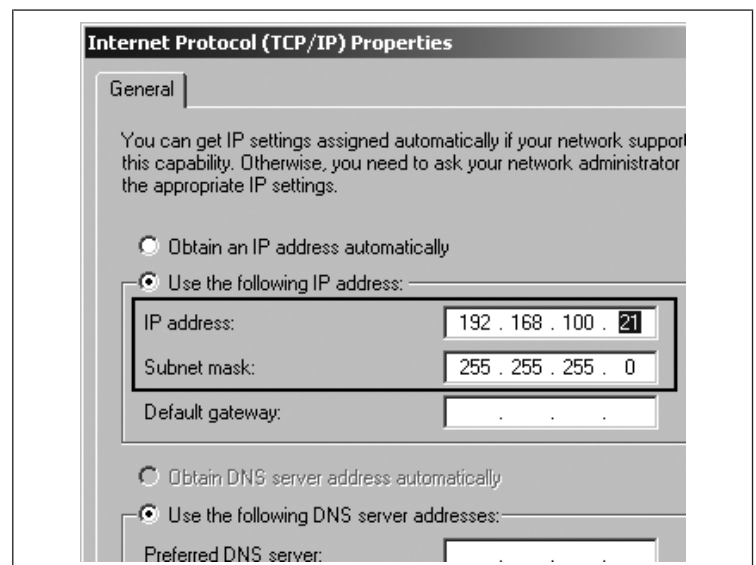 Internet Protocol (TCP/IP) Properties
General
You can get IP settings assigned automatically if your network suppor
this capability. Otherwise, you need to ask your network administrator
the appropriate IP settings.
Obtain an IP address automatically
Use the following IP address:
IP address: 192 . 168 . 100 . 21
Subnet mask: 255 . 255 . 255 . 0
Default gateway: . . .
Obtain DNS server address automatically
Use the following DNS server addresses:
Preferred DNS server: . . .